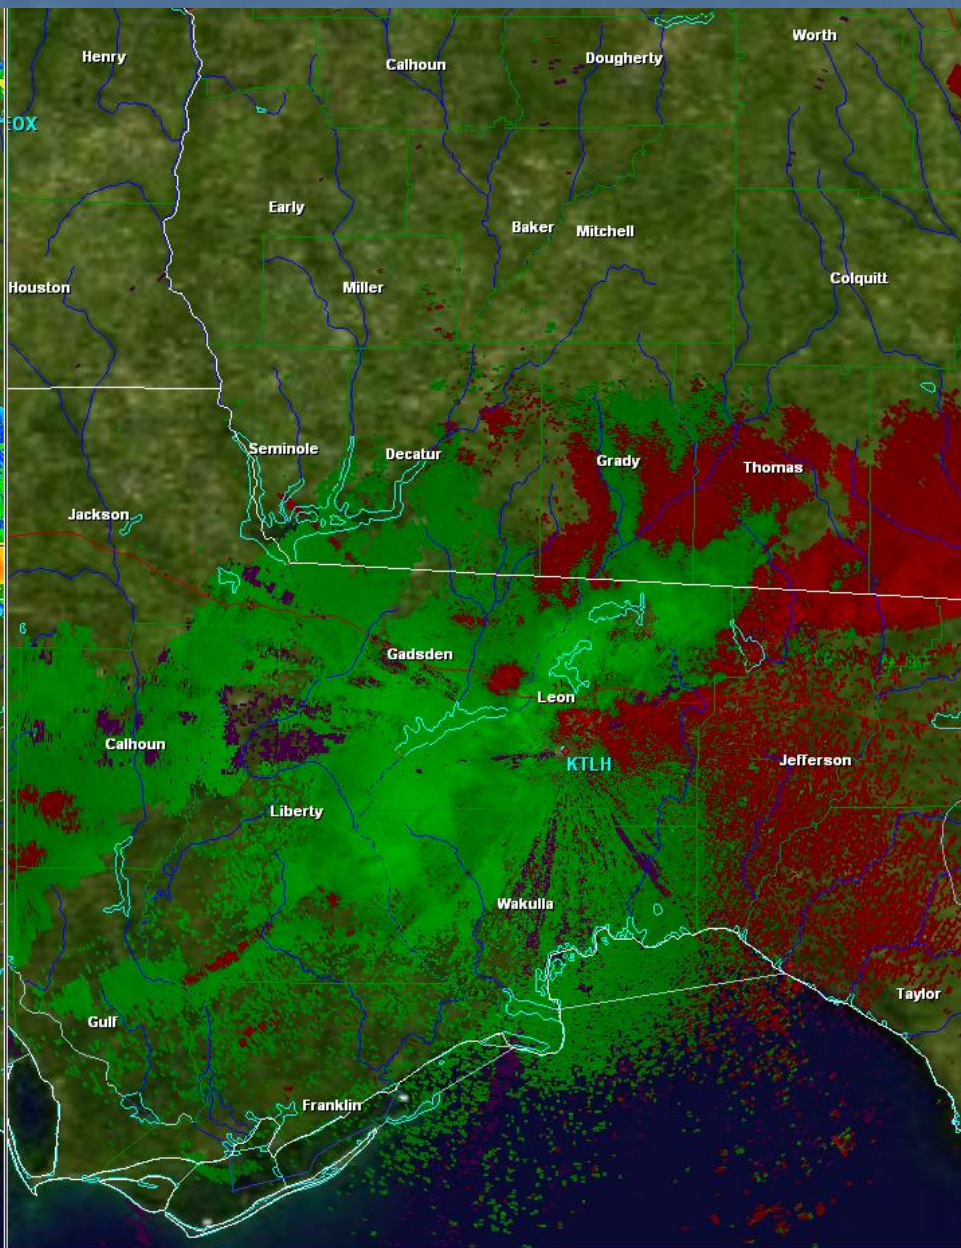 Worth
Henry
Calhoun
Dougherty
EOX
Early
Baker
Mitchell
Houston
Miller
Colquitt
Seminole
Decatur
Grady
Thomas
Jackson
Gadsden
Leon
Calhoun
KTLH
Jefferson
Liberty
Wakulla
Taylor
Gulf
Franklin